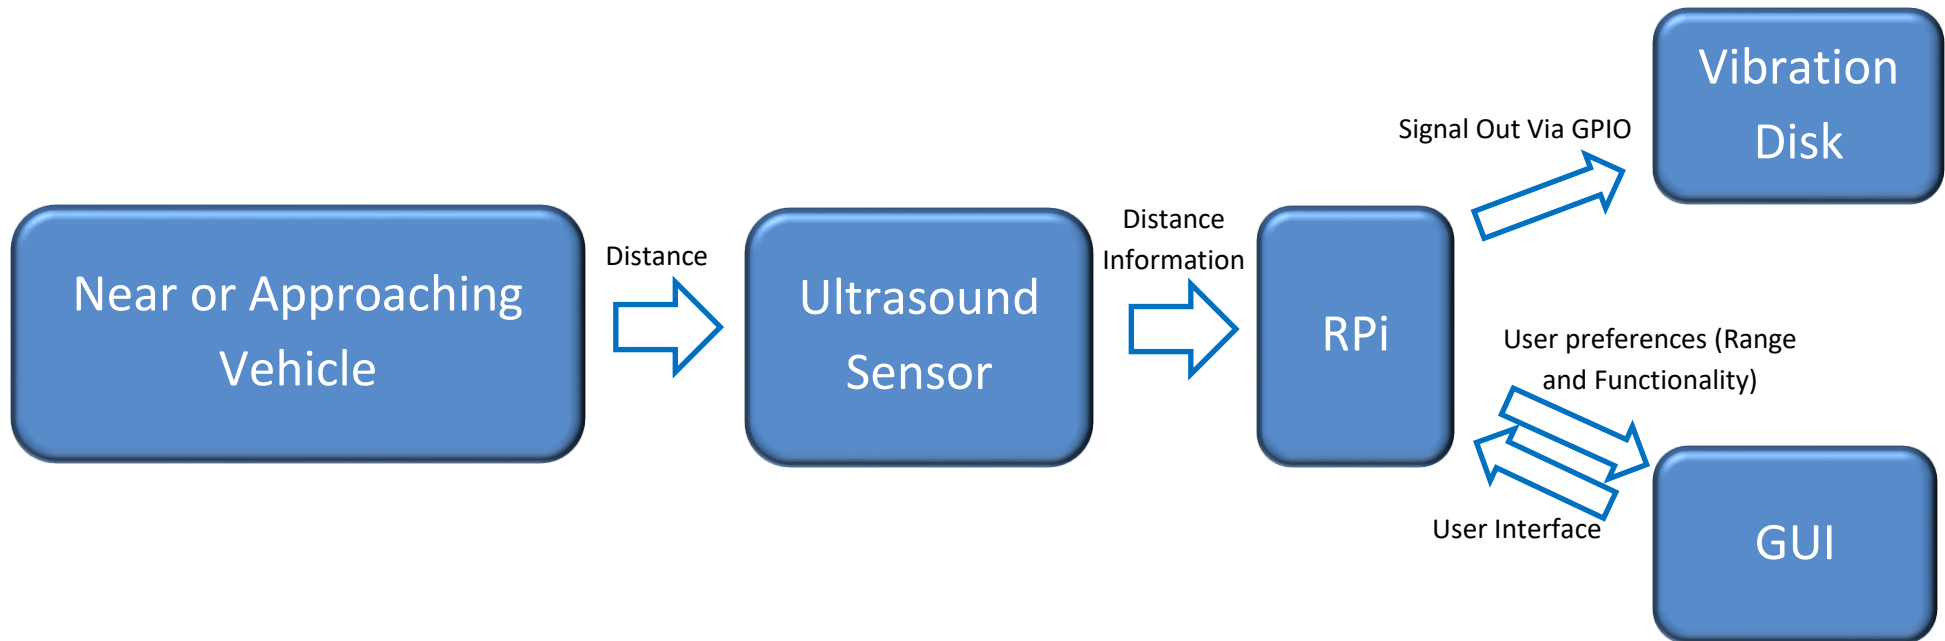 Near or Approaching
Vehicle
Distance
Ultrasound
Sensor
Distance
Information
RPi
Signal Out Via GPIO
Vibration
Disk
User preferences (Range
and Functionality)
User Interface
GUI